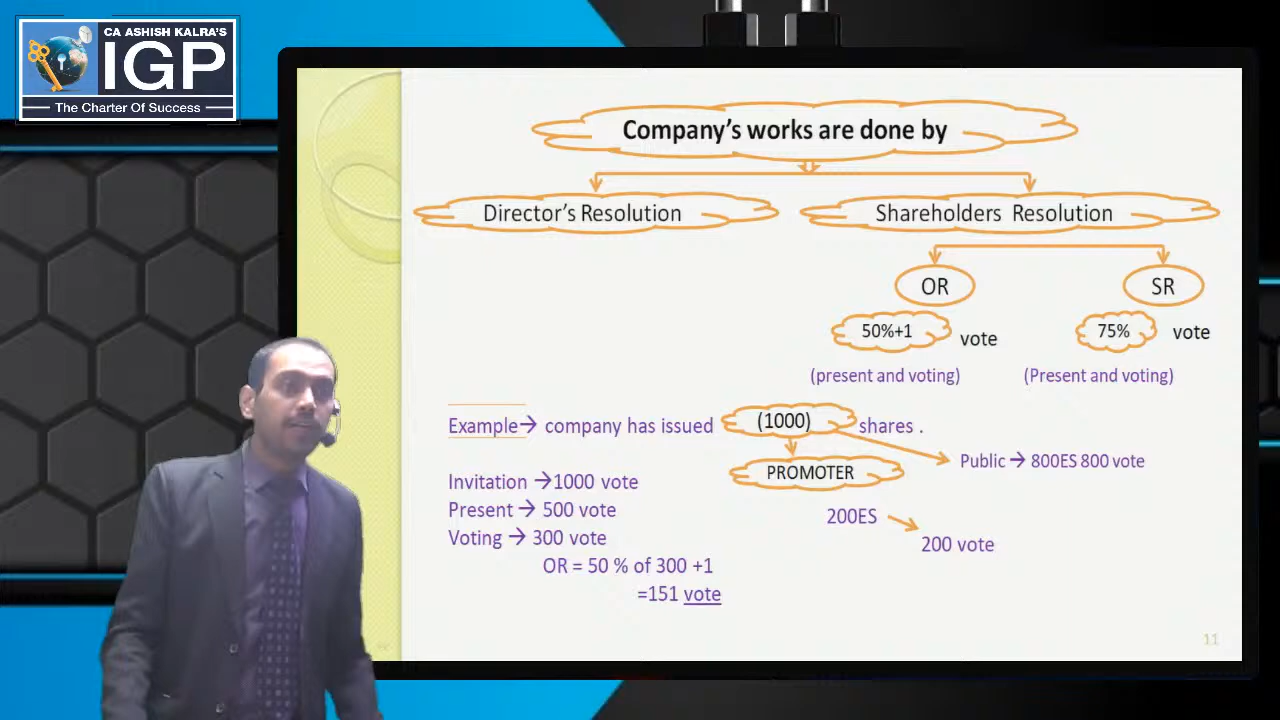 CA ASHISH KALRA'S
IGP
The Charter Of Success
Company's works are done by
Director's Resolution
Shareholders Resolution
OR
SR
50%+1 vote
75% vote
(present and voting)
(Present and voting)
Example→ company has issued (1000) shares .
Public → 800ES 800 vote
PROMOTER
Invitation →1000 vote
Present → 500 vote
200ES
Voting → 300 vote
200 vote
OR = 50 % of 300 +1
=151 vote
11